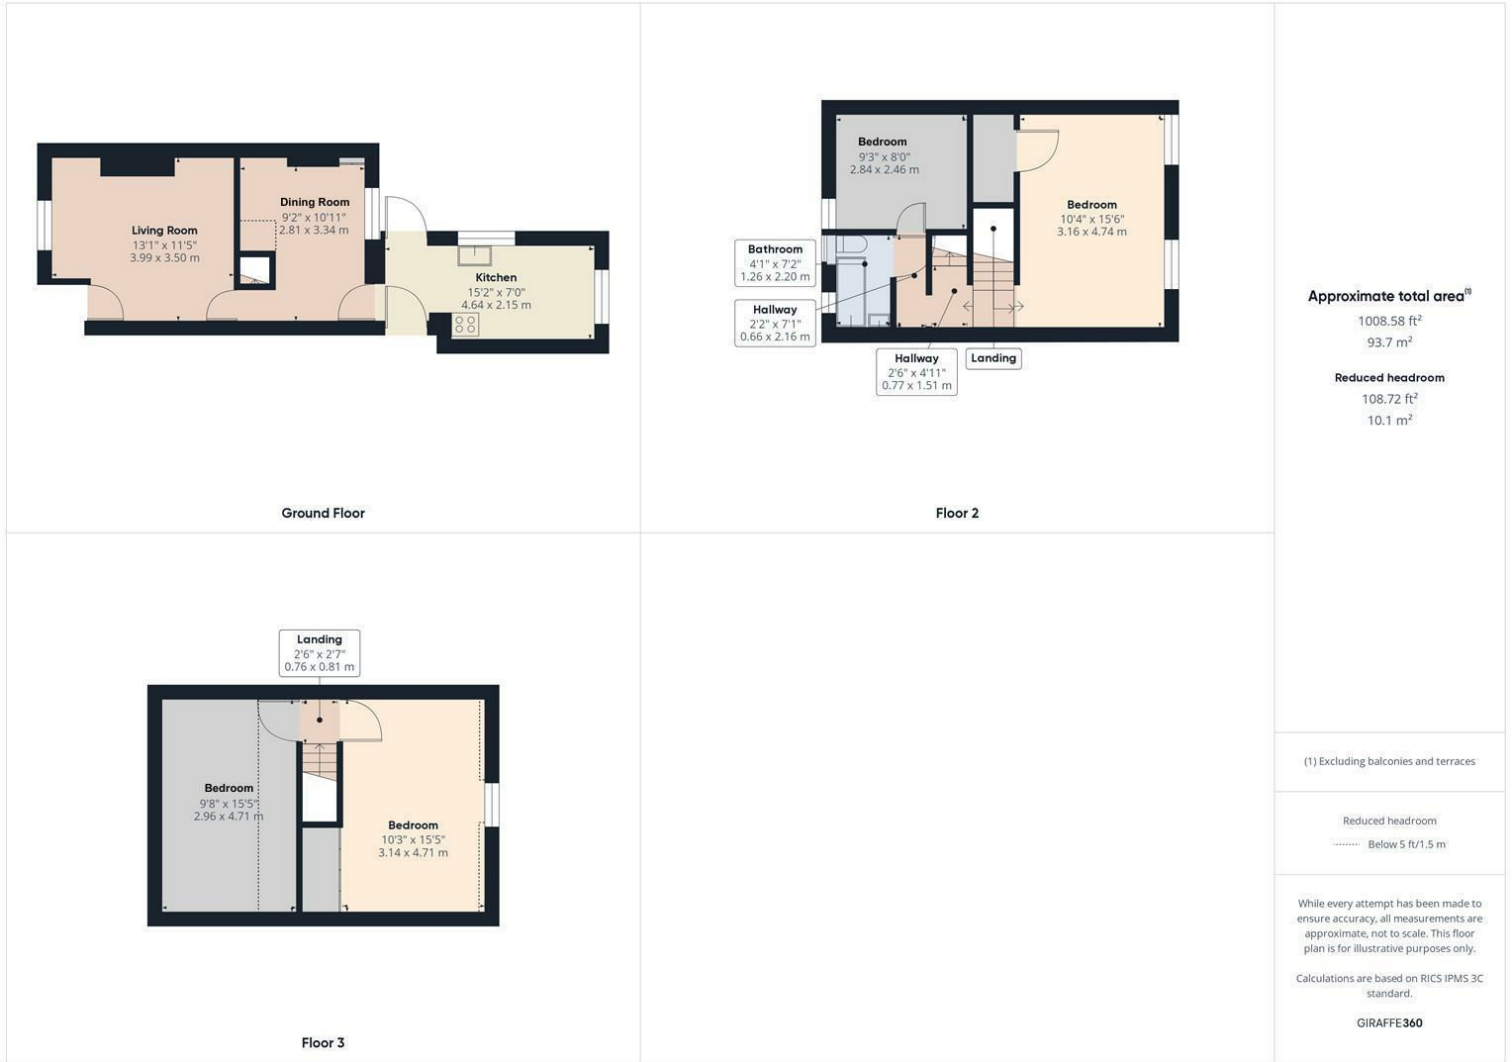 Living Room
13'1" x 11'5"
3.99 x 3.50 m
Dining Room
9'2" x 10'11"
2.81 x 3.34 m
Kitchen
15'2" x 7'0"
4.64 x 2.15 m
Ground Floor
Bedroom
9'3" x 8'0"
2.84 x 2.46 m
Bedroom
10'4" x 15'6"
3.16 x 4.74 m
Bathroom
4'1" x 7'2"
1.26 x 2.20 m
Hallway
2'2" x 7'1"
0.66 x 2.16 m
Hallway
2'6" x 4'11"
0.77 x 1.51 m
Landing
Floor 2
Landing
2'6" x 2'7"
0.76 x 0.81 m
Bedroom
9'8" x 15'5"
2.96 x 4.71 m
Bedroom
10'3" x 15'5"
3.14 x 4.71 m
Floor 3
Approximate total area(1)
1008.58 ft²
93.7 m²
Reduced headroom
108.72 ft²
10.1 m²
(1) Excluding balconies and terraces
Reduced headroom
Below 5 ft/1.5 m
While every attempt has been made to
ensure accuracy, all measurements are
approximate, not to scale. This floor
plan is for illustrative purposes only.
Calculations are based on RICS IPMS 3C
standard.
GIRAFFE360